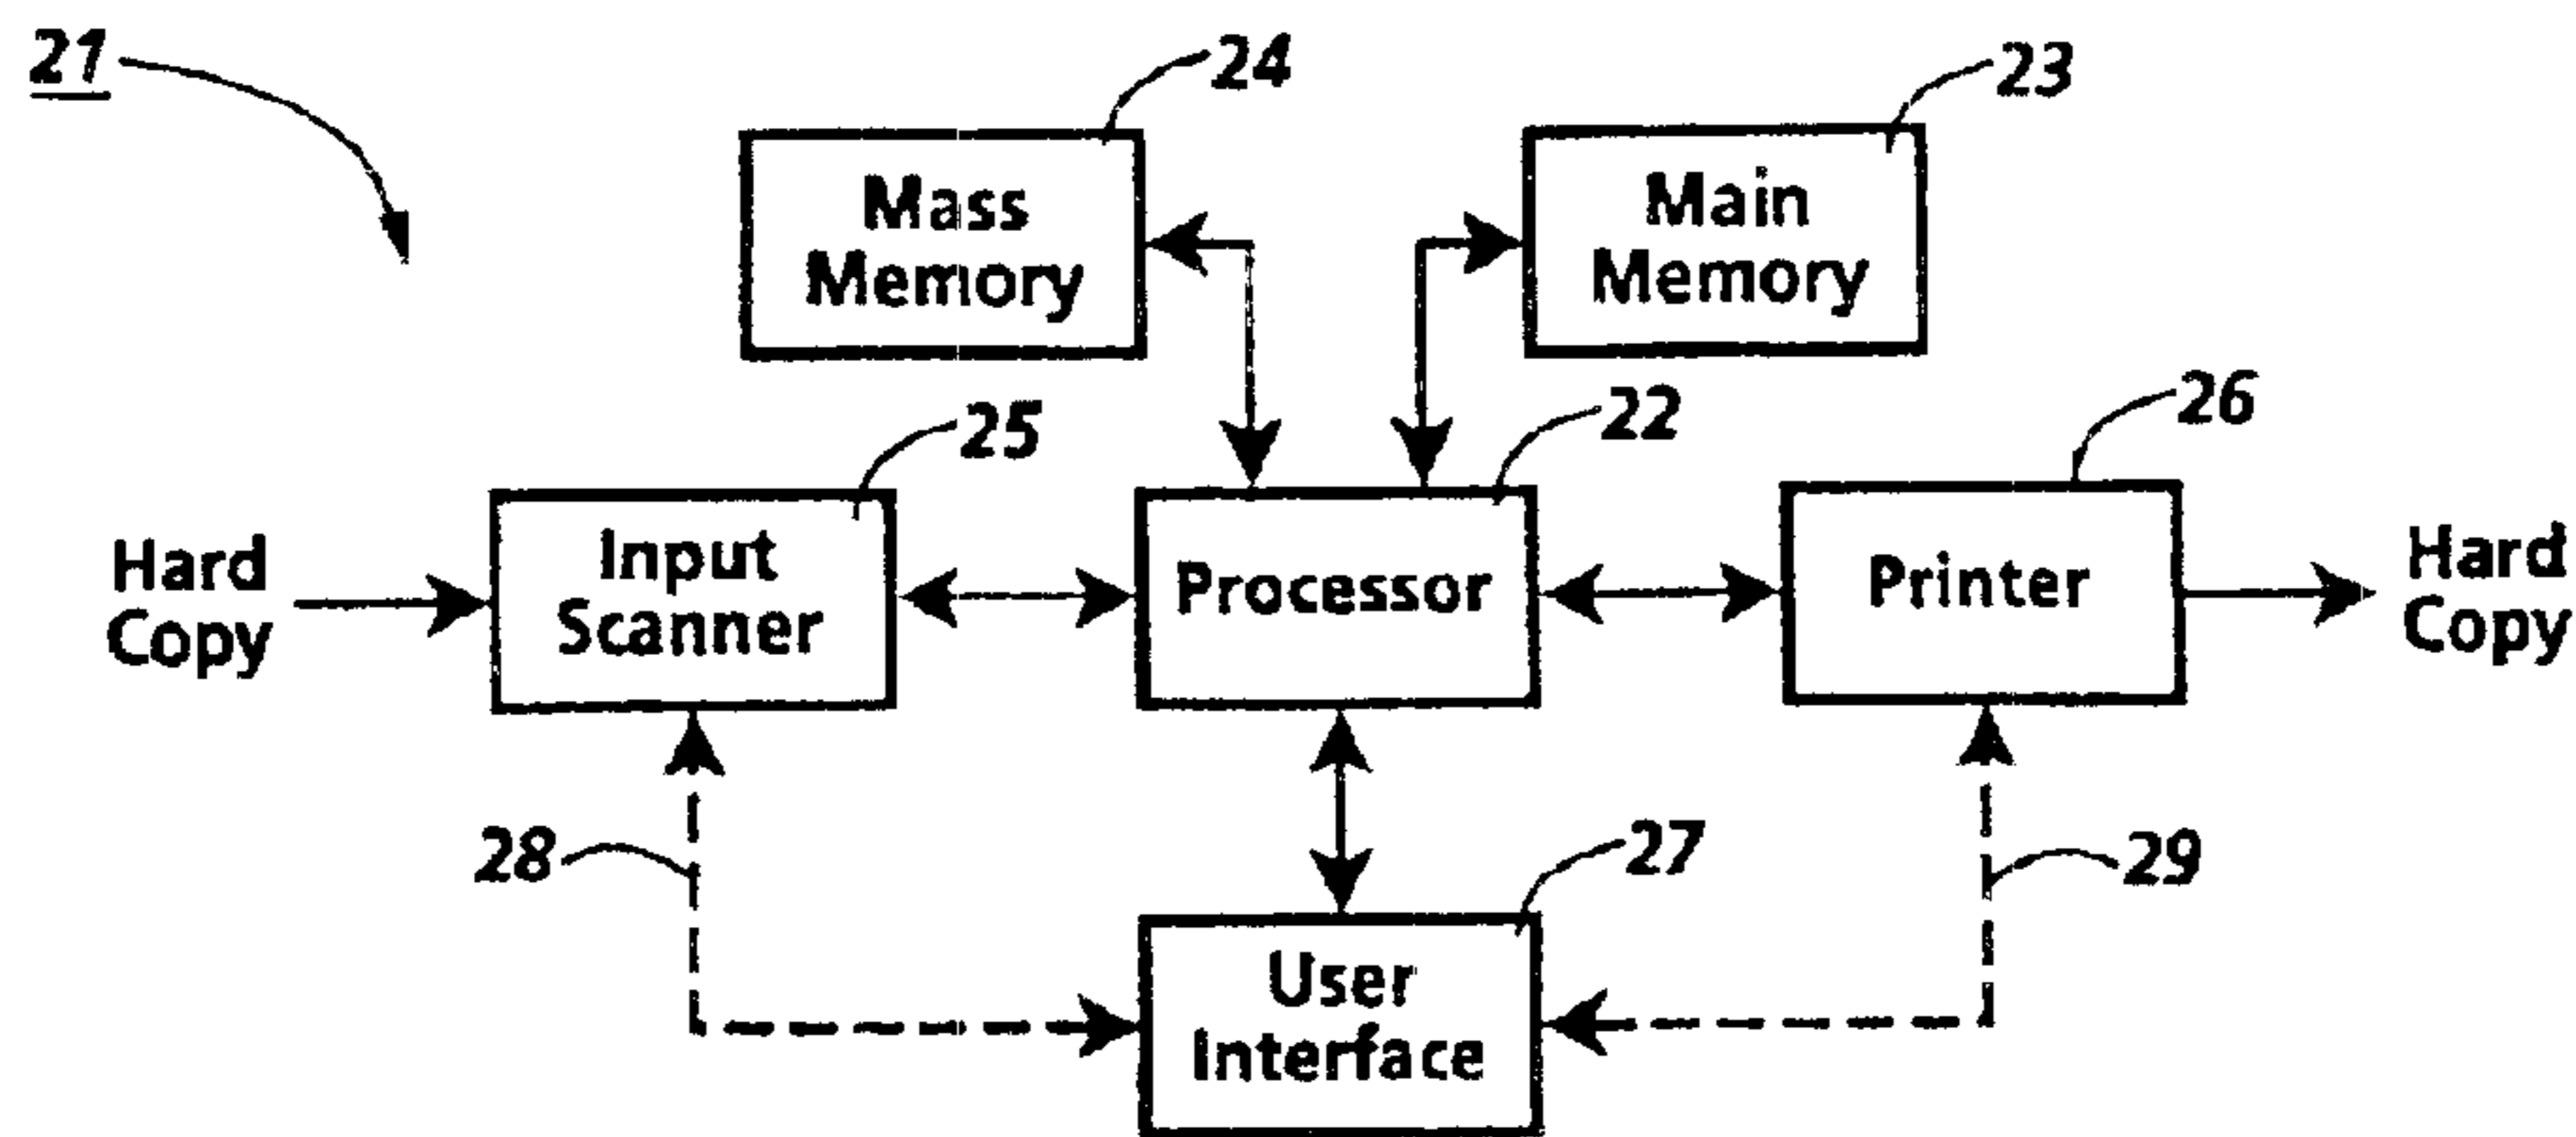 21
24
23
Mass
Memory
Main
Memory
25
22
26
Hard
Copy
Input
Scanner
Processor
Printer
Hard
Copy
28
27
29
User
Interface